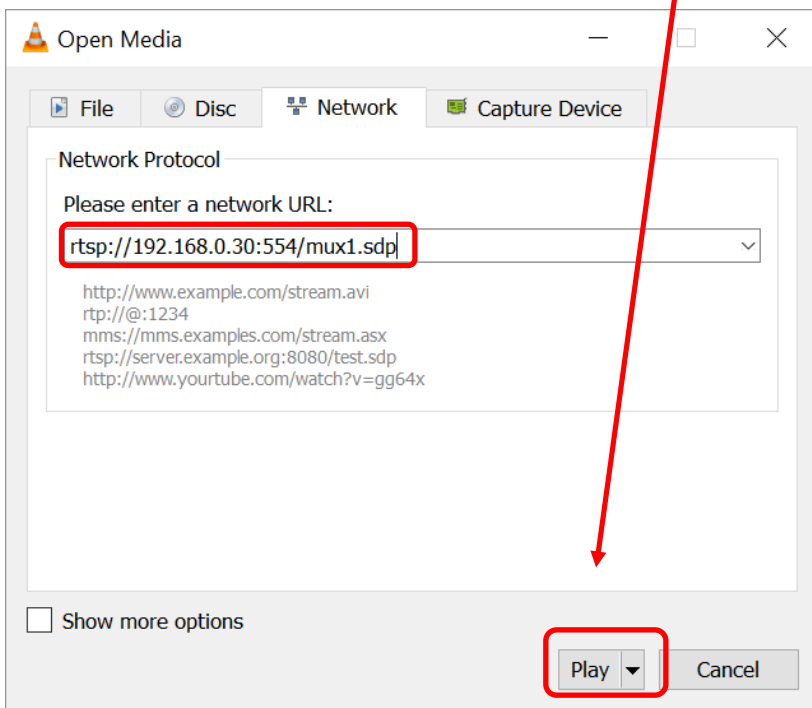 Open Media
File Disc Network Capture Device
Network Protocol
Please enter a network URL:
rtsp://192.168.0.30:554/mux1.sdp
http://www.example.com/stream.avi
rtp://@:1234
mms://mms.examples.com/stream.asx
rtsp://server.example.org:8080/test.sdp
http://www.yourtube.com/watch?v=gg64x
Show more options
Play Cancel